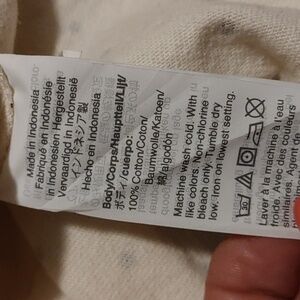 Made in Indonesia
Fabriqué en Indonésie
In Indonesien Hergestellt
Vervaardigd in Indonesie
インドネシア製
Hecho en Indonesia
Body/Corps/Hauptteil/Lijf/
ボディ/cuerpo:
100% Cotton/Coton/
Baumwolle/Katoen/
綿/algodón
Machine wash cold. With
like colors. Non-chlorine
bleach only. Tumble dry
low. Iron on lowest setting.
30
Laver à la machine à l'eau
froide. Avec des couleurs